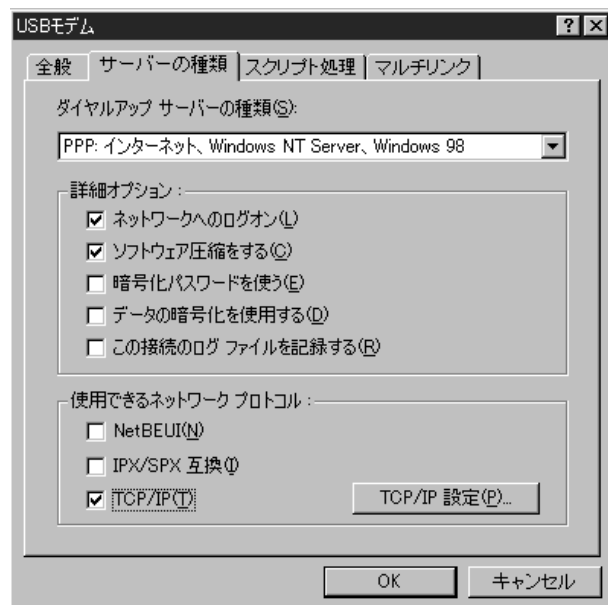 USBモデム
全般 サーバーの種類 スクリプト処理 マルチリンク
ダイヤルアップ サーバーの種類(S):
PPP: インターネット、Windows NT Server、Windows 98
詳細オプション:
ネットワークへのログオン(L)
ソフトウェア圧縮をする(C)
暗号化パスワードを使う(E)
データの暗号化を使用する(D)
この接続のログ ファイルを記録する(R)
使用できるネットワーク プロトコル:
NetBEUI(N)
IPX/SPX 互換(I)
TCP/IP(T)
TCP/IP 設定(P)...
OK キャンセル